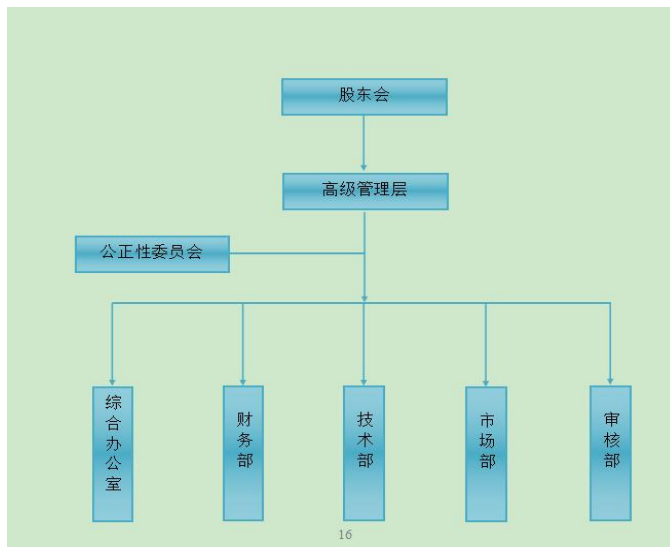 股东会
高级管理层
公正性委员会
综合办公室
财务部
技术部
市场部
审核部
16